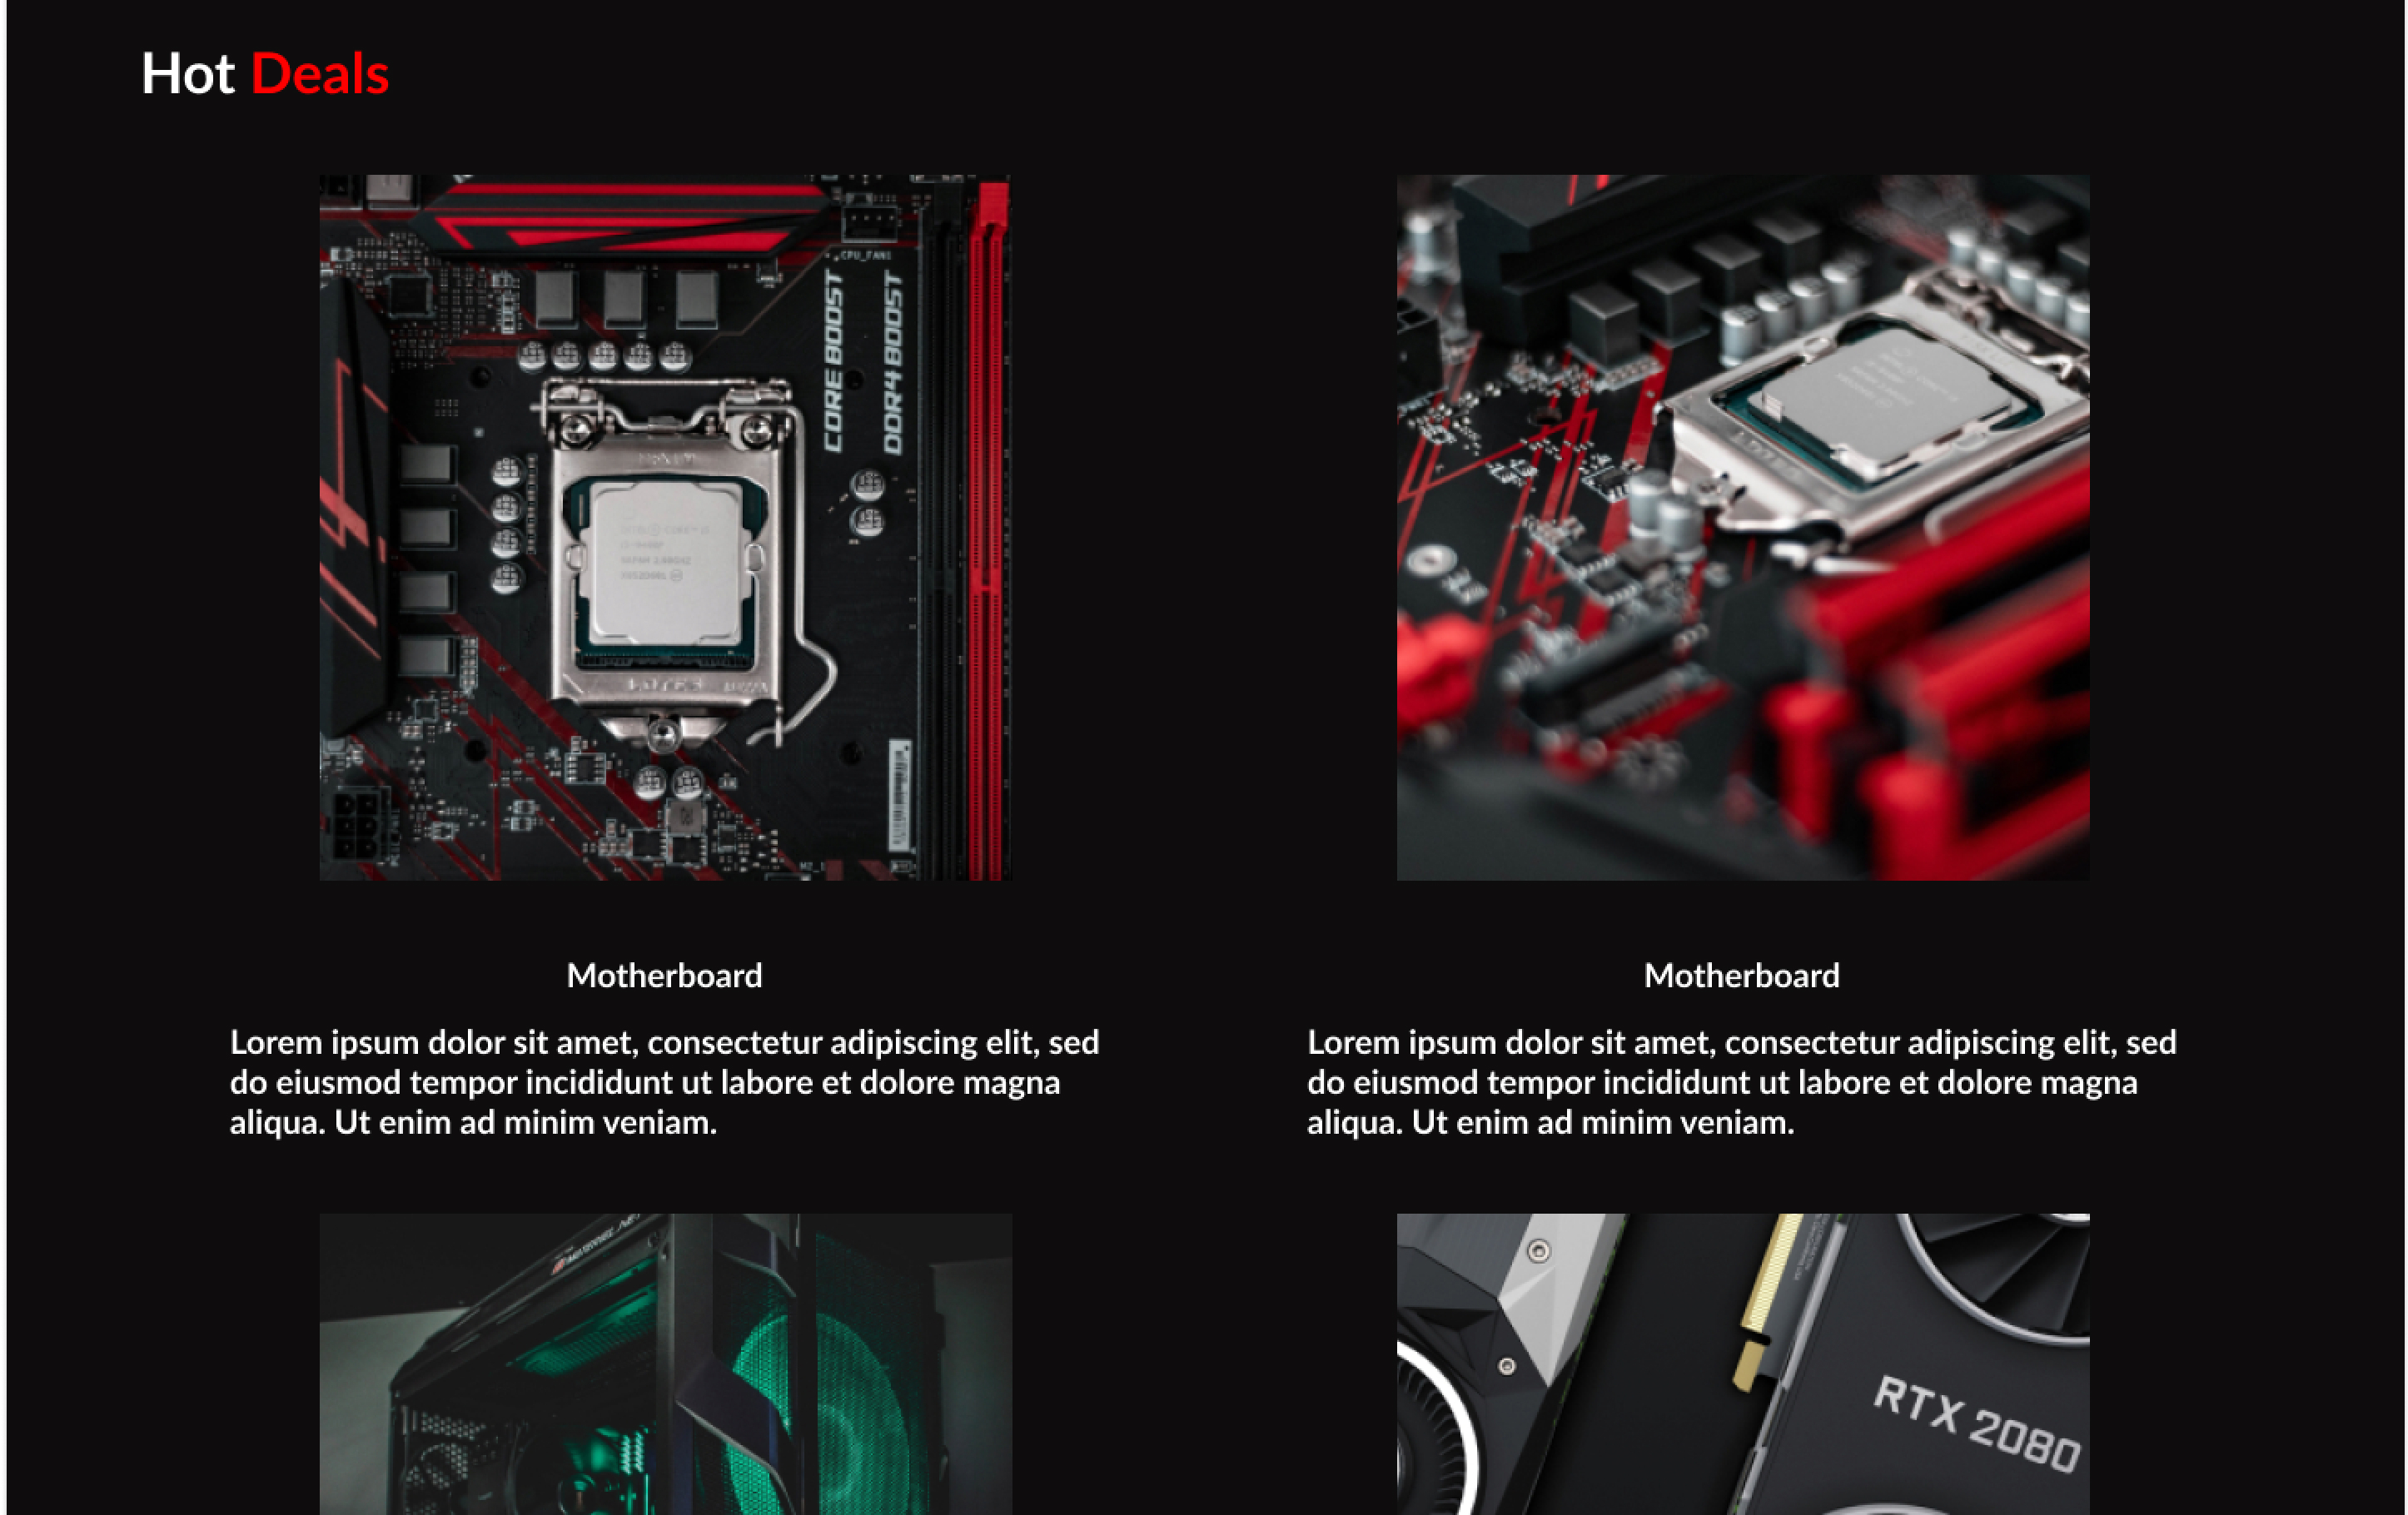 Hot Deals
CPU_FAN1
CORE BOOST
DDR4 BOOST
Motherboard
Lorem ipsum dolor sit amet, consectetur adipiscing elit, sed
do eiusmod tempor incididunt ut labore et dolore magna
aliqua. Ut enim ad minim veniam.
Motherboard
Lorem ipsum dolor sit amet, consectetur adipiscing elit, sed
do eiusmod tempor incididunt ut labore et dolore magna
aliqua. Ut enim ad minim veniam.
RTX 2080